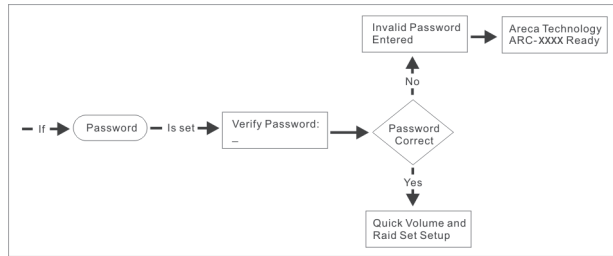 If
Password
Is set
Verify Password:
_
Password
Correct
No
Invalid Password
Entered
Areca Technology
ARC-XXXX Ready
Yes
Quick Volume and
Raid Set Setup